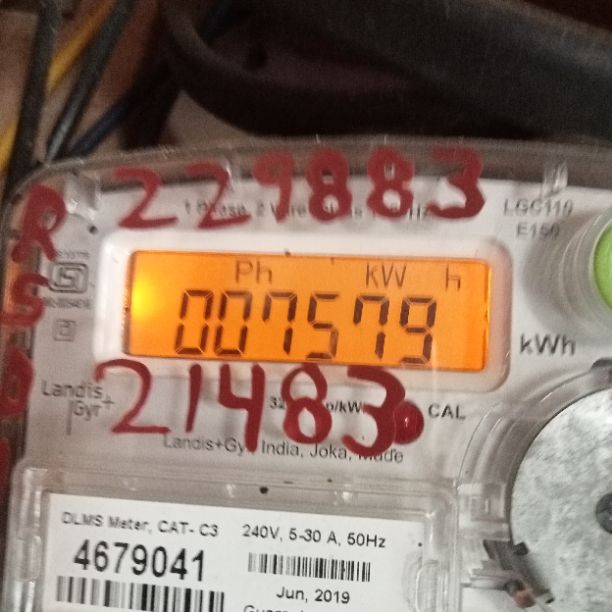 229883
LGC110
E150
R
S
Ph kW h
007579
kWh
Landis
Gyr+
21483
CAL
Landis+Gyr India, Joka, Made
DLMS Meter, CAT- C3
240V, 5-30 A, 50Hz
4679041
Jun, 2019